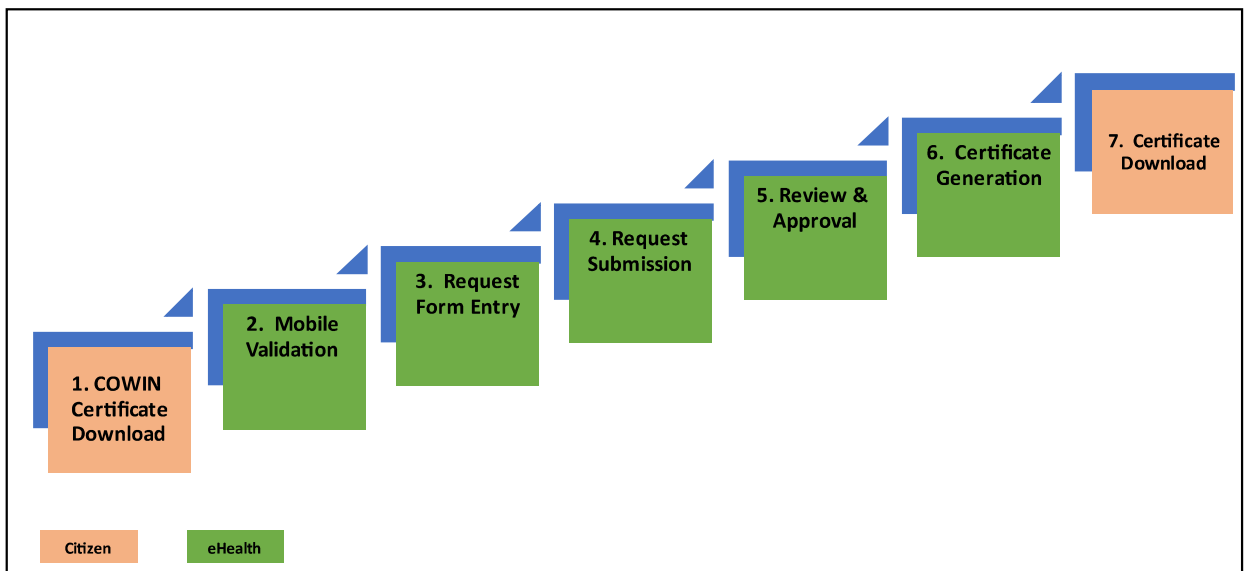 1. COWIN
Certificate
Download
2. Mobile
Validation
3. Request
Form Entry
4. Request
Submission
5. Review &
Approval
6. Certificate
Generation
7. Certificate
Download
Citizen
eHealth